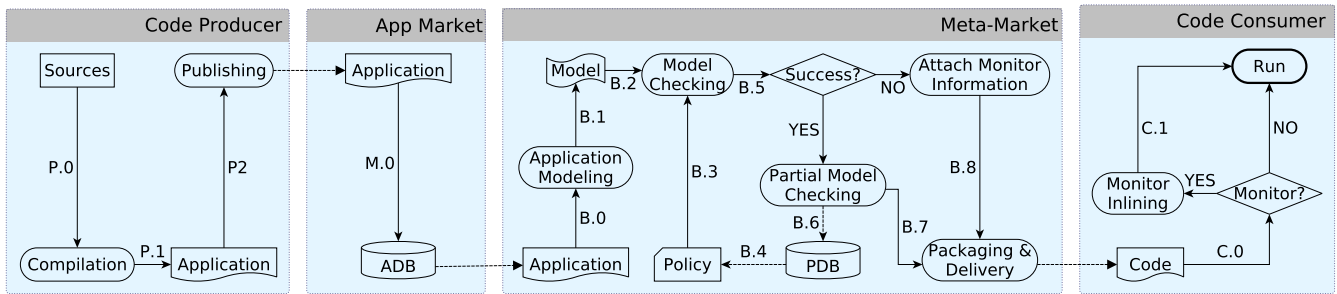 Code Producer
Sources
Publishing
P.0
P2
Compilation
P.1
Application
App Market
Application
M.0
ADB
Meta-Market
Model
B.2
Model
Checking
B.5
Success?
NO
Attach Monitor
Information
B.1
YES
Application
Modeling
B.3
Partial Model
Checking
B.8
B.0
B.6
B.7
Application
Policy
B.4
PDB
Packaging &
Delivery
Code Consumer
Run
C.1
NO
Monitor
Inlining
YES
Monitor?
Code
C.0